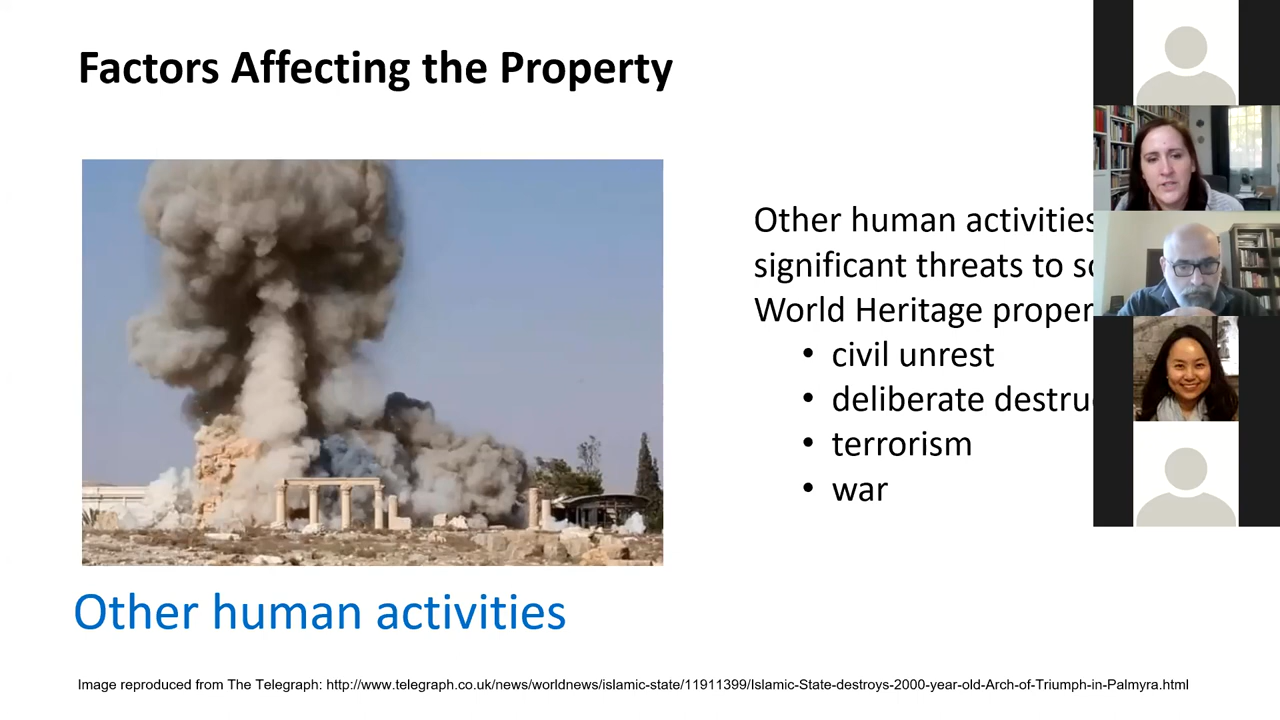 Factors Affecting the Property
Other human activities
significant threats to
World Heritage
• civil unrest
• deliberate
• terrorism
• war
Other human activities
Image reproduced from The Telegraph: http://www.telegraph.co.uk/news/worldnews/islamic-state/11911399/Islamic-State-destroys-2000-year-old-Arch-of-Triumph-in-Palmyra.html